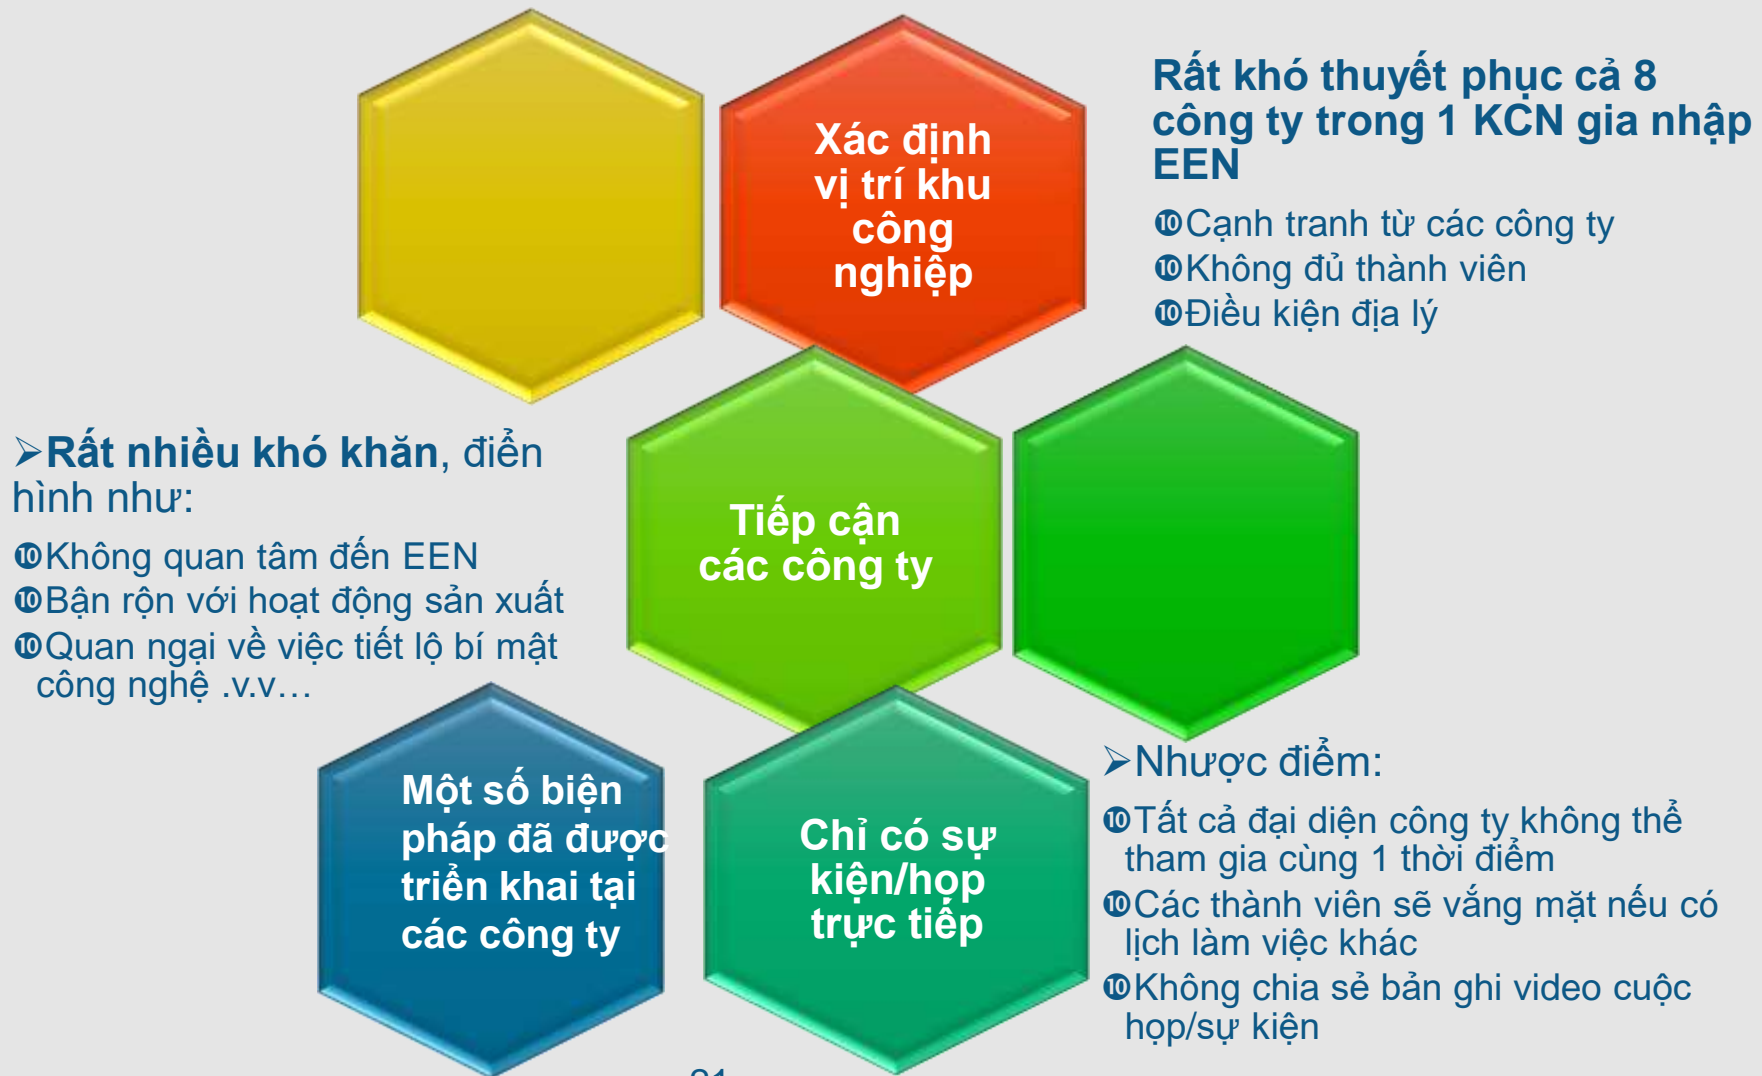 Xác định
vị trí khu
công
nghiệp
Rất khó thuyết phục cả 8
công ty trong 1 KCN gia nhập
EEN
❿Cạnh tranh từ các công ty
❿Không đủ thành viên
❿Điều kiện địa lý
➢Rất nhiều khó khăn, điển
hình như:
❿Không quan tâm đến EEN
❿Bận rộn với hoạt động sản xuất
❿Quan ngại về việc tiết lộ bí mật
công nghệ .v.v…
Tiếp cận
các công ty
Một số biện
pháp đã được
triển khai tại
các công ty
Chỉ có sự
kiện/họp
trực tiếp
➢Nhược điểm:
❿Tất cả đại diện công ty không thể
tham gia cùng 1 thời điểm
❿Các thành viên sẽ vắng mặt nếu có
lịch làm việc khác
❿Không chia sẻ bản ghi video cuộc
họp/sự kiện